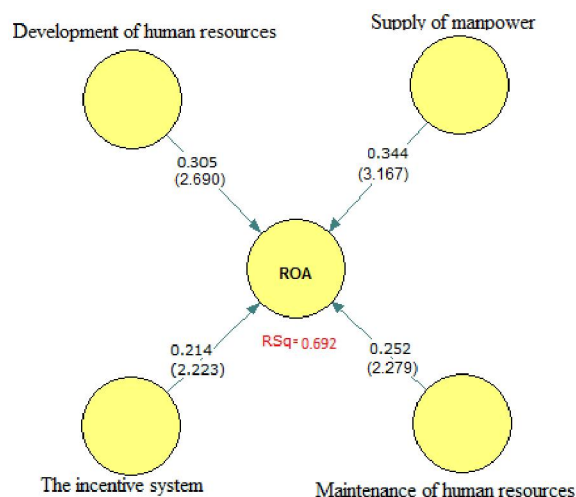 Supply of manpower
Development of human resources
0.305
(2.690)
0.344
(3.167)
ROA
RSq= 0.692
0.214
(2.223)
0.252
(2.279)
The incentive system
Maintenance of human resources